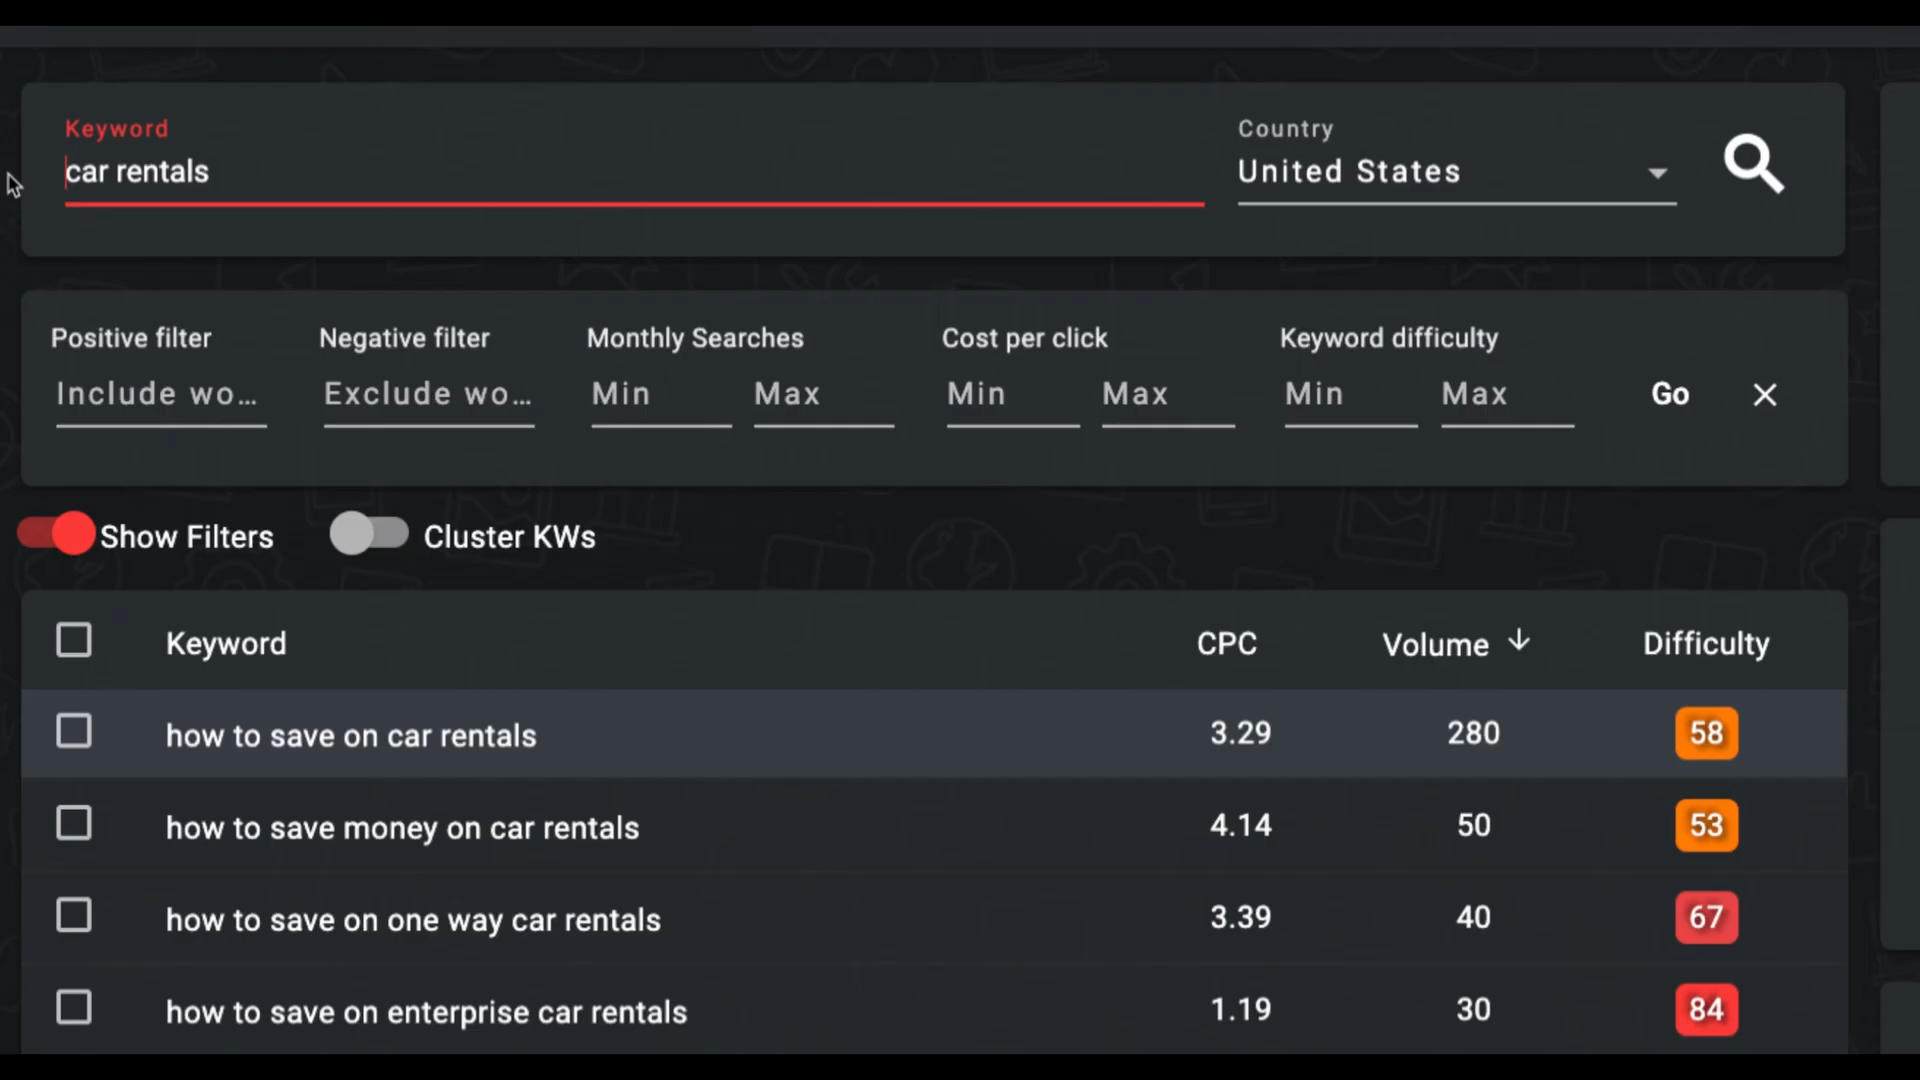 Keyword
car rentals
Country
United States
Positive filter
Include wo...
Negative filter
Exclude wo...
Monthly Searches
Min Max
Cost per click
Min Max
Keyword difficulty
Min Max
Go
Show Filters
Cluster KWs
Keyword CPC Volume Difficulty
how to save on car rentals 3.29 280 58
how to save money on car rentals 4.14 50 53
how to save on one way car rentals 3.39 40 67
how to save on enterprise car rentals 1.19 30 84